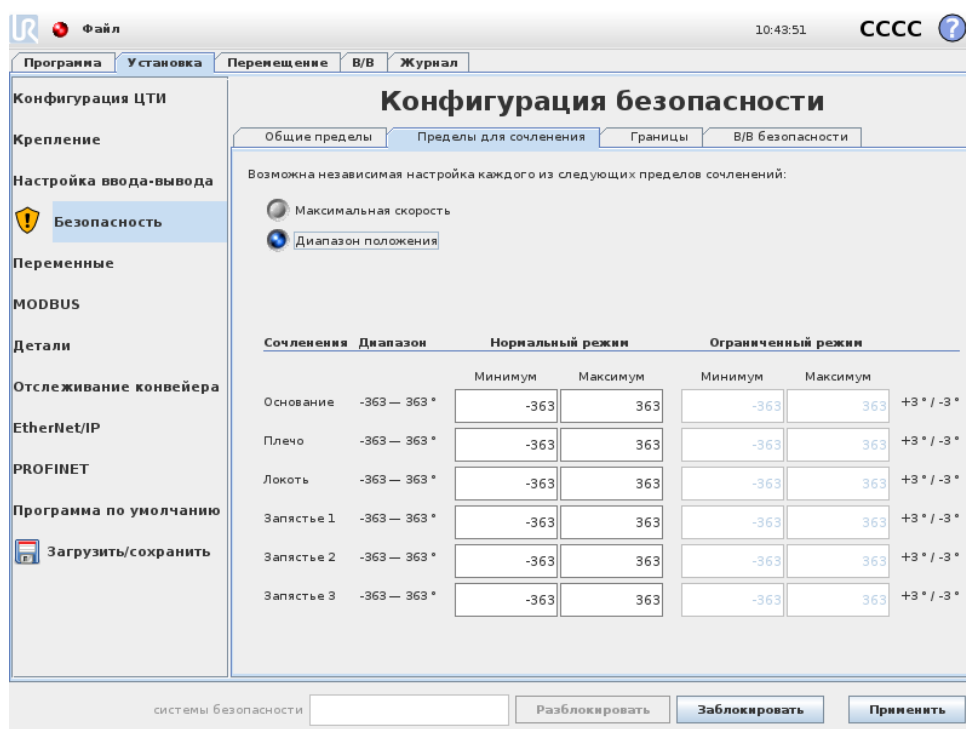 UR Файл 10:43:51 CCCC ?
Программа Установка Перемещение В/В Журнал
Конфигурация ЦТИ
Крепление
Настройка ввода-вывода
Безопасность
Переменные
MODBUS
Детали
Отслеживание конвейера
EtherNet/IP
PROFINET
Программа по умолчанию
Загрузить/сохранить
Конфигурация безопасности
Общие пределы Пределы для сочленения Границы В/В безопасности
Возможна независимая настройка каждого из следующих пределов сочленений:
Максимальная скорость
Диапазон положения
Сочленения Диапазон Нормальный режим Ограниченный режим
Минимум Максимум Минимум Максимум
Основание -363 — 363 ° -363 363 -363 363 +3 ° / -3 °
Плечо -363 — 363 ° -363 363 -363 363 +3 ° / -3 °
Локоть -363 — 363 ° -363 363 -363 363 +3 ° / -3 °
Запястье 1 -363 — 363 ° -363 363 -363 363 +3 ° / -3 °
Запястье 2 -363 — 363 ° -363 363 -363 363 +3 ° / -3 °
Запястье 3 -363 — 363 ° -363 363 -363 363 +3 ° / -3 °
системы безопасности Разблокировать Заблокировать Применить